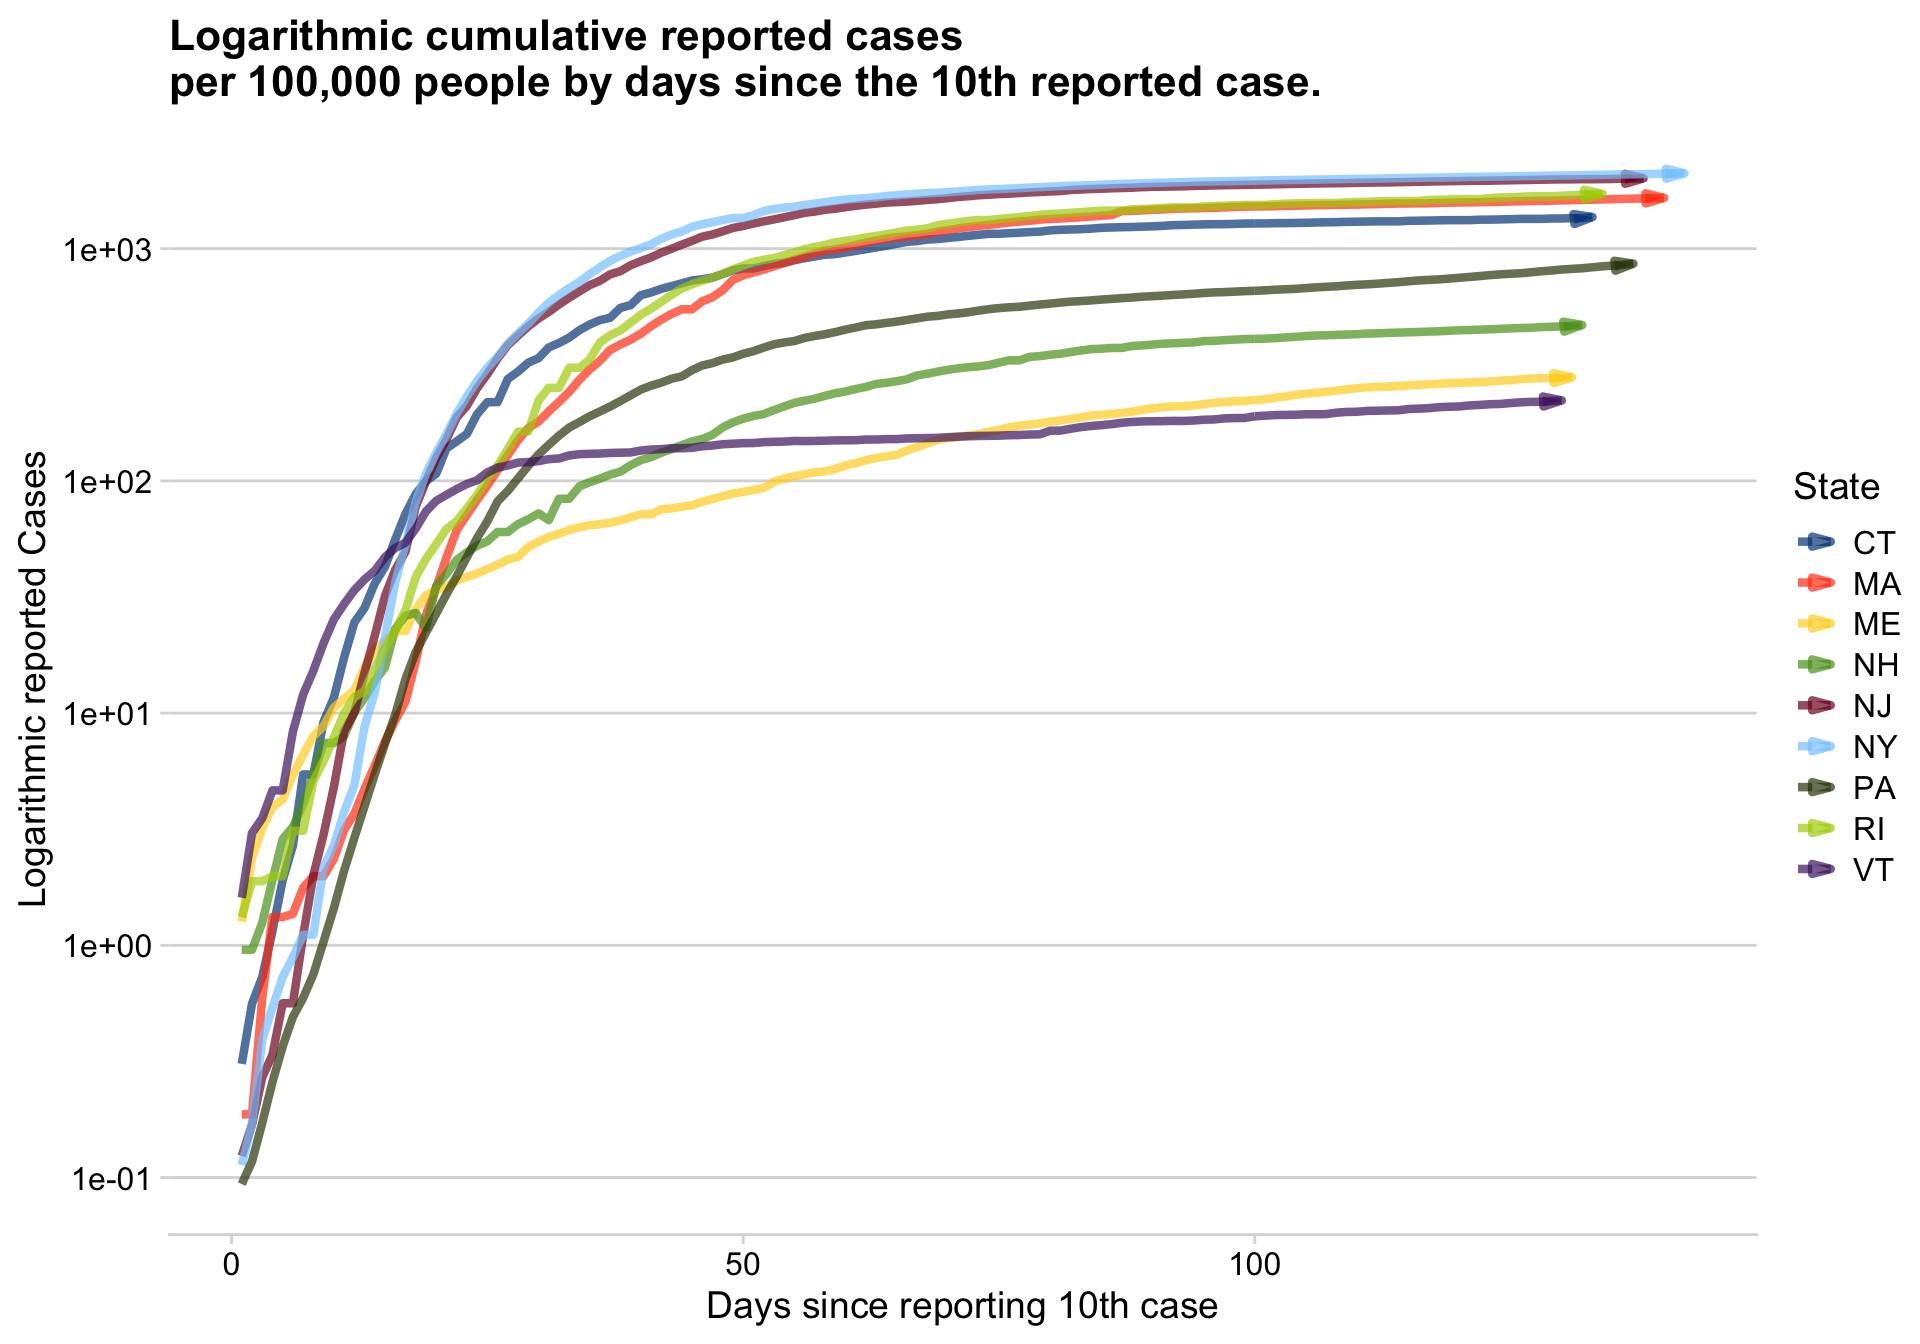 Logarithmic cumulative reported cases
per 100,000 people by days since the 10th reported case.
Logarithmic reported Cases
1e+03
1e+02
1e+01
1e+00
1e-01
0
50
100
Days since reporting 10th case
State
CT
MA
ME
NH
NJ
NY
PA
RI
VT